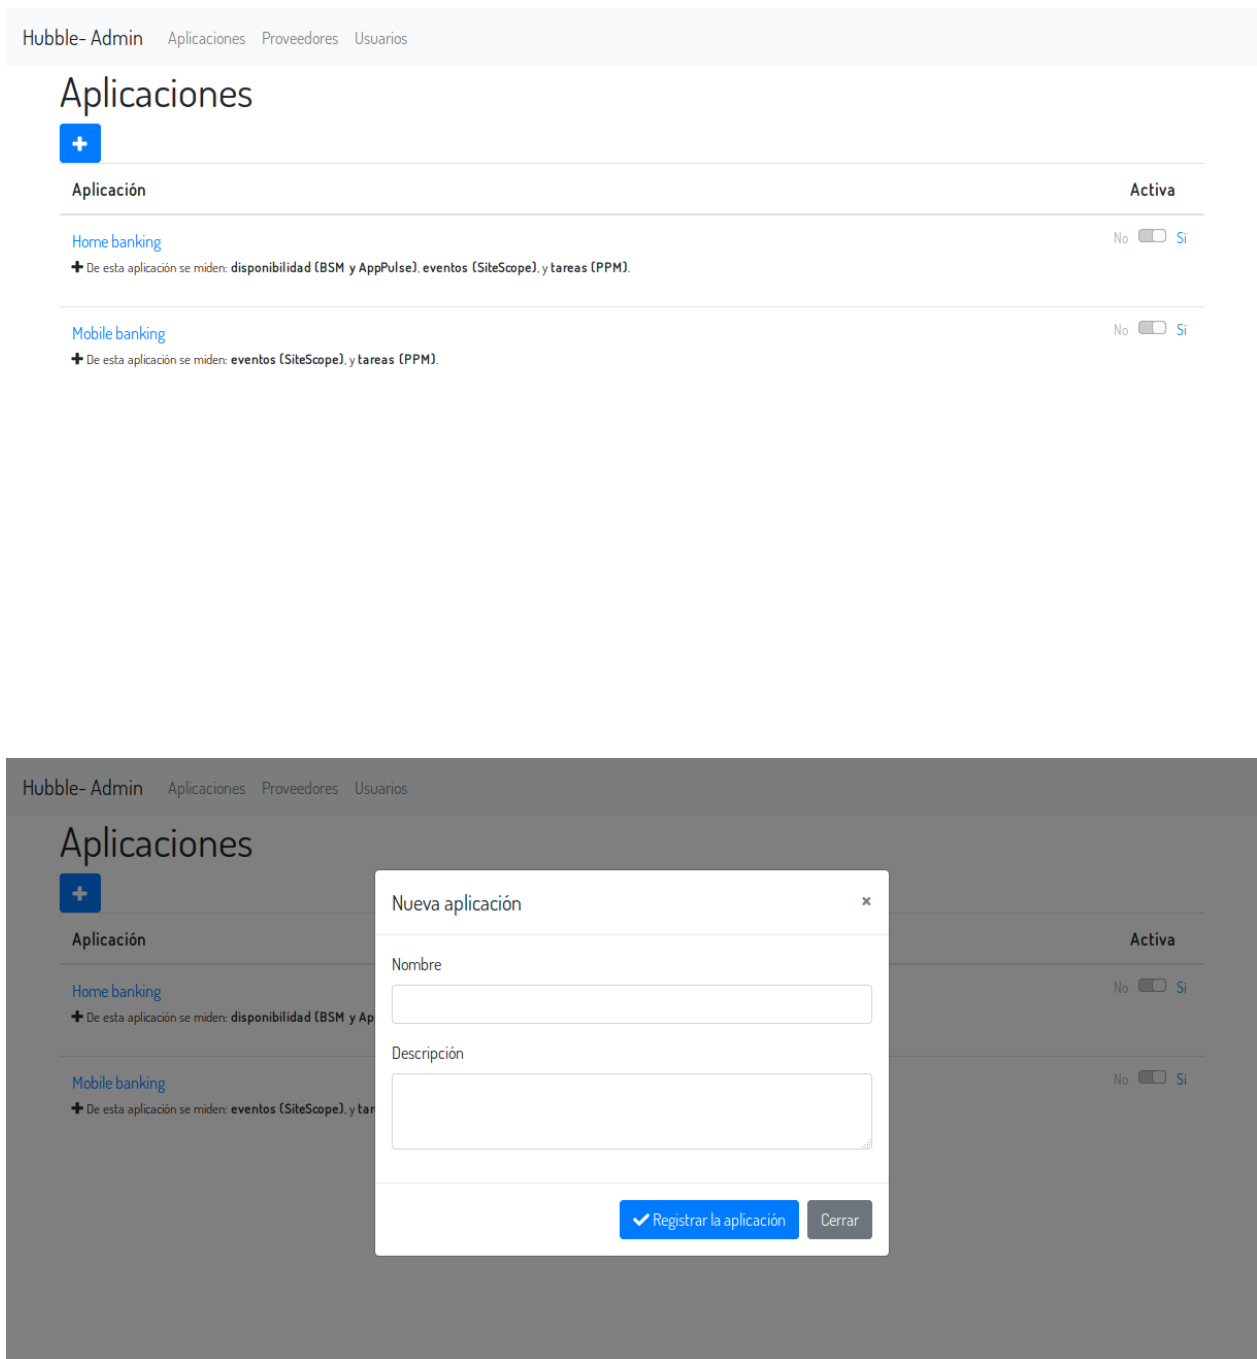 Hubble- Admin Aplicaciones Proveedores Usuarios
Aplicaciones
Aplicación Activa
Home banking No Si
De esta aplicación se miden: disponibilidad (BSM y AppPulse), eventos (SiteScope), y tareas (PPM).
Mobile banking No Si
De esta aplicación se miden: eventos (SiteScope), y tareas (PPM).
Hubble- Admin Aplicaciones Proveedores Usuarios
Aplicaciones
Nueva aplicación ×
Aplicación Activa
Nombre
Home banking No Si
De esta aplicación se miden: disponibilidad (BSM y Ap
Descripción
Mobile banking No Si
De esta aplicación se miden: eventos (SiteScope), y tar
Registrar la aplicación Cerrar